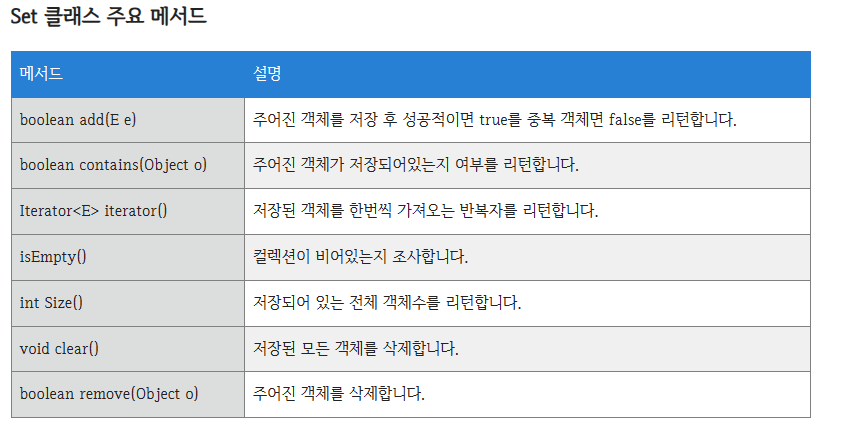 Set 클래스 주요 메서드
메서드 설명
boolean add(E e) 주어진 객체를 저장 후 성공적이면 true를 중복 객체면 false를 리턴합니다.
boolean contains(Object o) 주어진 객체가 저장되어있는지 여부를 리턴합니다.
Iterator<E> iterator() 저장된 객체를 한번씩 가져오는 반복자를 리턴합니다.
isEmpty() 컬렉션이 비어있는지 조사합니다.
int Size() 저장되어 있는 전체 객체수를 리턴합니다.
void clear() 저장된 모든 객체를 삭제합니다.
boolean remove(Object o) 주어진 객체를 삭제합니다.